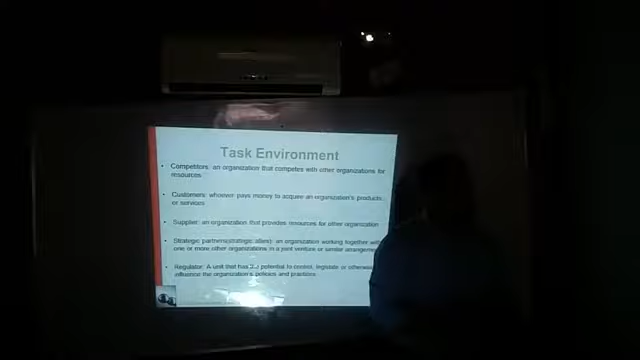 Task Environment
• Competitors: an organization that competes with other organizations for
resources
• Customers: whoever pays money to acquire an organization's products
or services
• Supplier: an organization that provides resources for other organization
• Strategic partners(strategic allies): an organization working together with
one or more other organizations in a joint venture or similar arrangement
• Regulator: A unit that has potential to control, legislate or otherwise
influence the organization's policies and practices